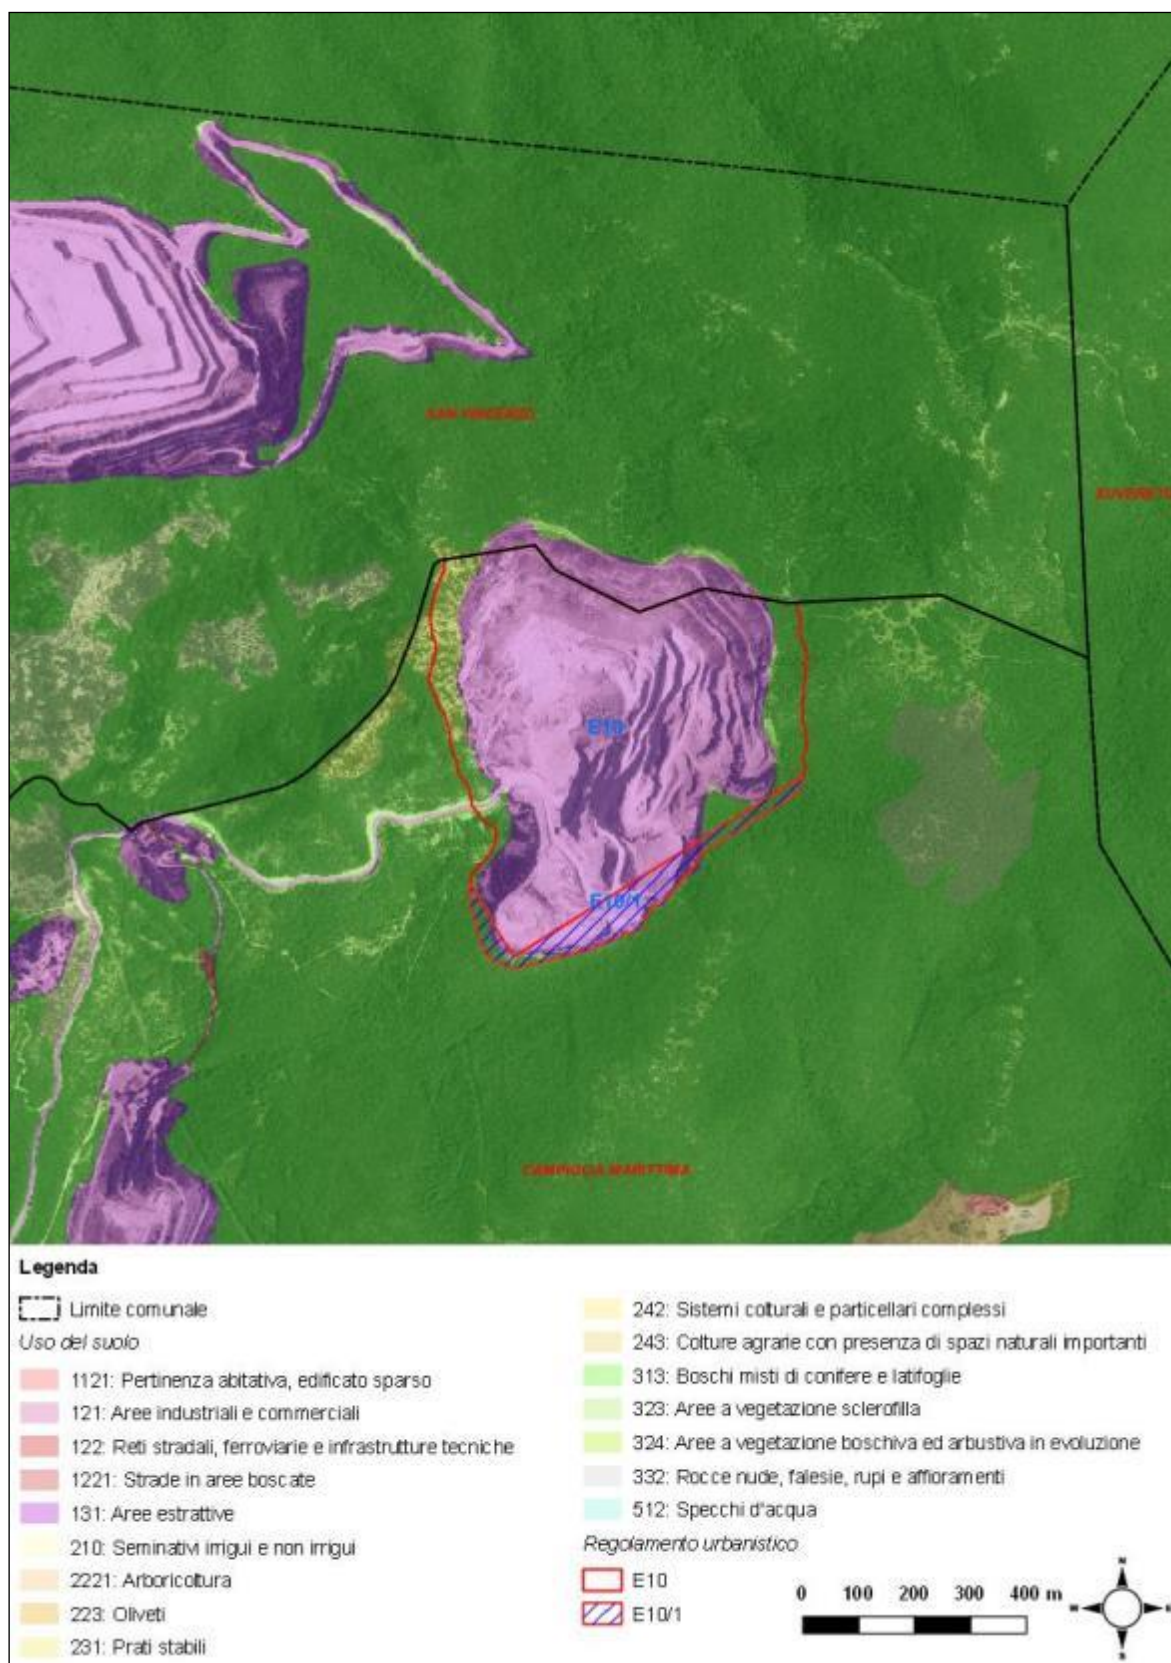 SAN VINCENZO
SUVERETO
E10
E10/1
CAMPIGLIA MARITTIMA
Legenda
Limite comunale
Uso del suolo
1121: Pertinenza abitativa, edificato sparso
121: Aree industriali e commerciali
122: Reti stradali, ferroviarie e infrastrutture tecniche
1221: Strade in aree boscate
131: Aree estrattive
210: Seminativi irrigui e non irrigui
2221: Arboricoltura
223: Oliveti
231: Prati stabili
242: Sistemi colturali e particellari complessi
243: Colture agrarie con presenza di spazi naturali importanti
313: Boschi misti di conifere e latifoglie
323: Aree a vegetazione sclerofilla
324: Aree a vegetazione boschiva ed arbustiva in evoluzione
332: Rocce nude, falesie, rupi e affioramenti
512: Specchi d'acqua
Regolamento urbanistico
E10
E10/1
0 100 200 300 400 m
N
S